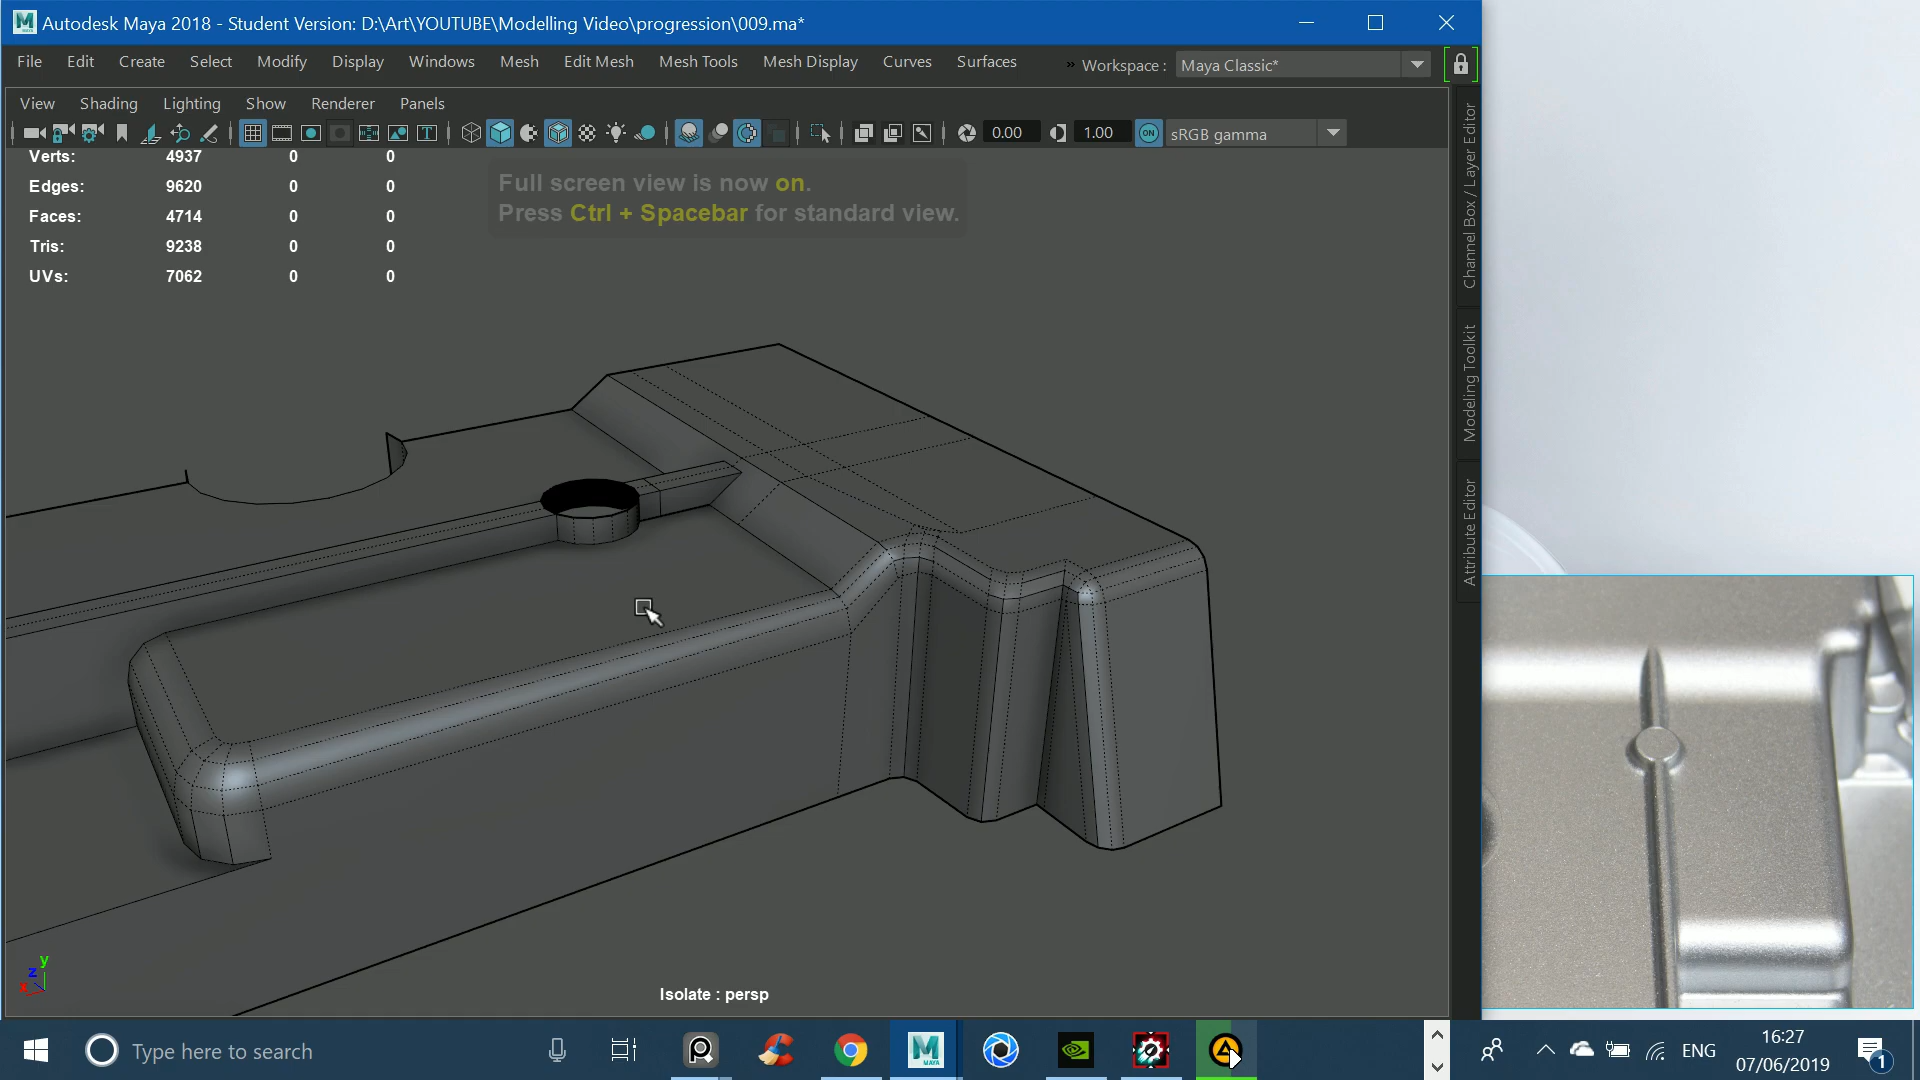 Autodesk Maya 2018 - Student Version: D:\Art\YOUTUBE\Modelling Video\progression\009.ma*
File Edit Create Select Modify Display Windows Mesh Edit Mesh Mesh Tools Mesh Display Curves Surfaces » Workspace : Maya Classic*
View Shading Lighting Show Renderer Panels
0.00 1.00 ON sRGB gamma
Verts: 4937 0 0
Edges: 9620 0 0
Faces: 4714 0 0
Tris: 9238 0 0
UVs: 7062 0 0
Full screen view is now on.
Press Ctrl + Spacebar for standard view.
Channel Box / Layer Editor
Modeling Toolkit
Attribute Editor
y
z
x
Isolate : persp
Type here to search
MAYA
ENG
16:27
07/06/2019
1